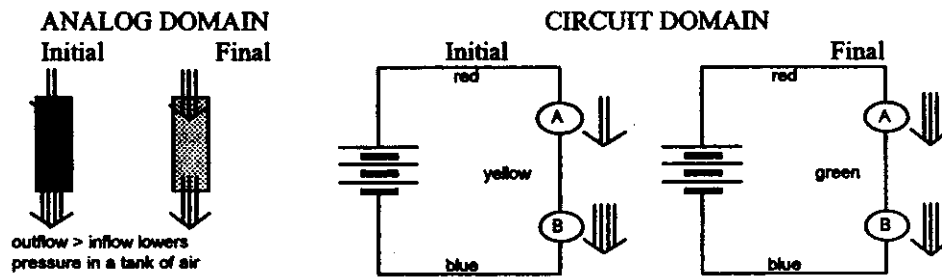 ANALOG DOMAIN
Initial Final
outflow > inflow lowers
pressure in a tank of air
CIRCUIT DOMAIN
Initial Final
red red
A A
yellow green
B B
blue blue